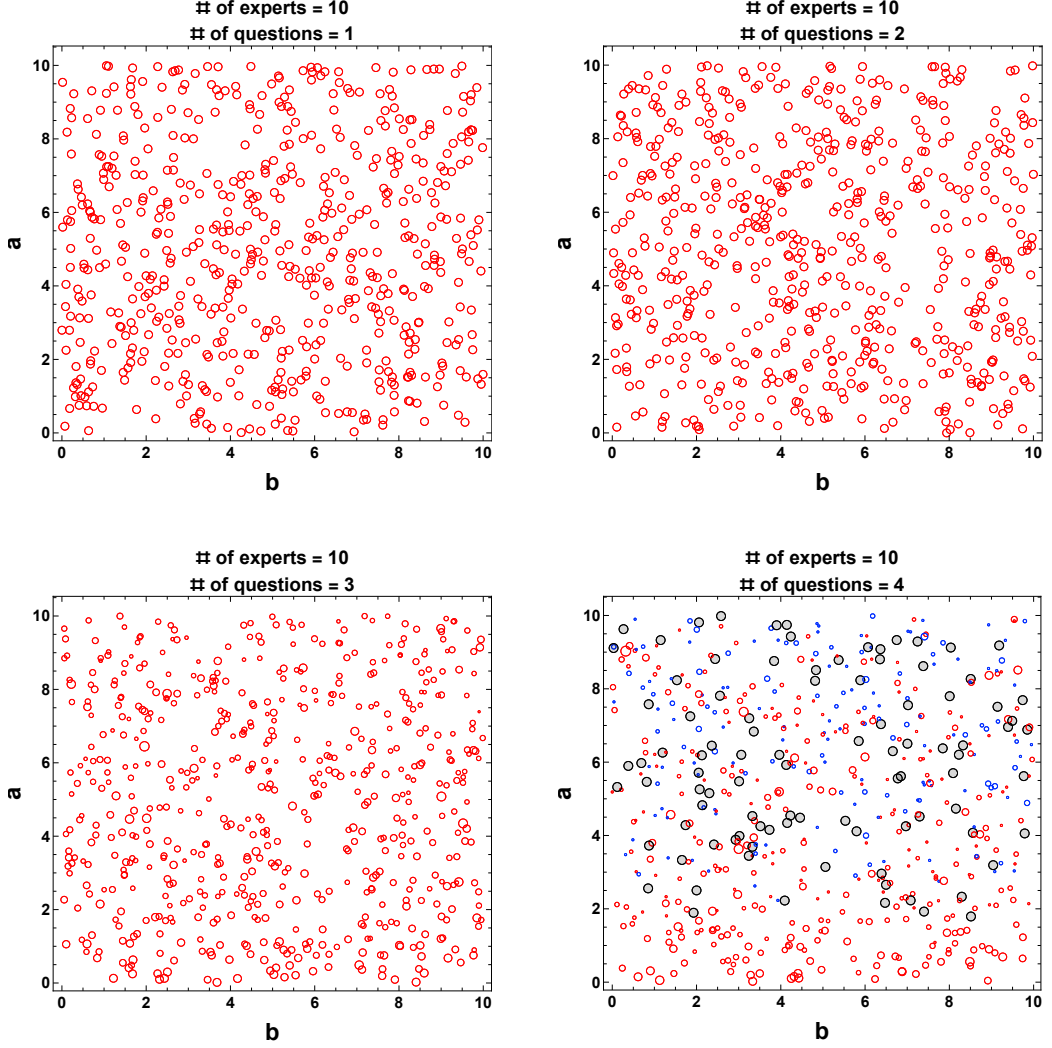 # of experts = 10
# of questions = 1
10
8
6
4
2
0
a
0 2 4 6 8 10
b
# of experts = 10
# of questions = 2
10
8
6
4
2
0
a
0 2 4 6 8 10
b
# of experts = 10
# of questions = 3
10
8
6
4
2
0
a
0 2 4 6 8 10
b
# of experts = 10
# of questions = 4
10
8
6
4
2
0
a
0 2 4 6 8 10
b